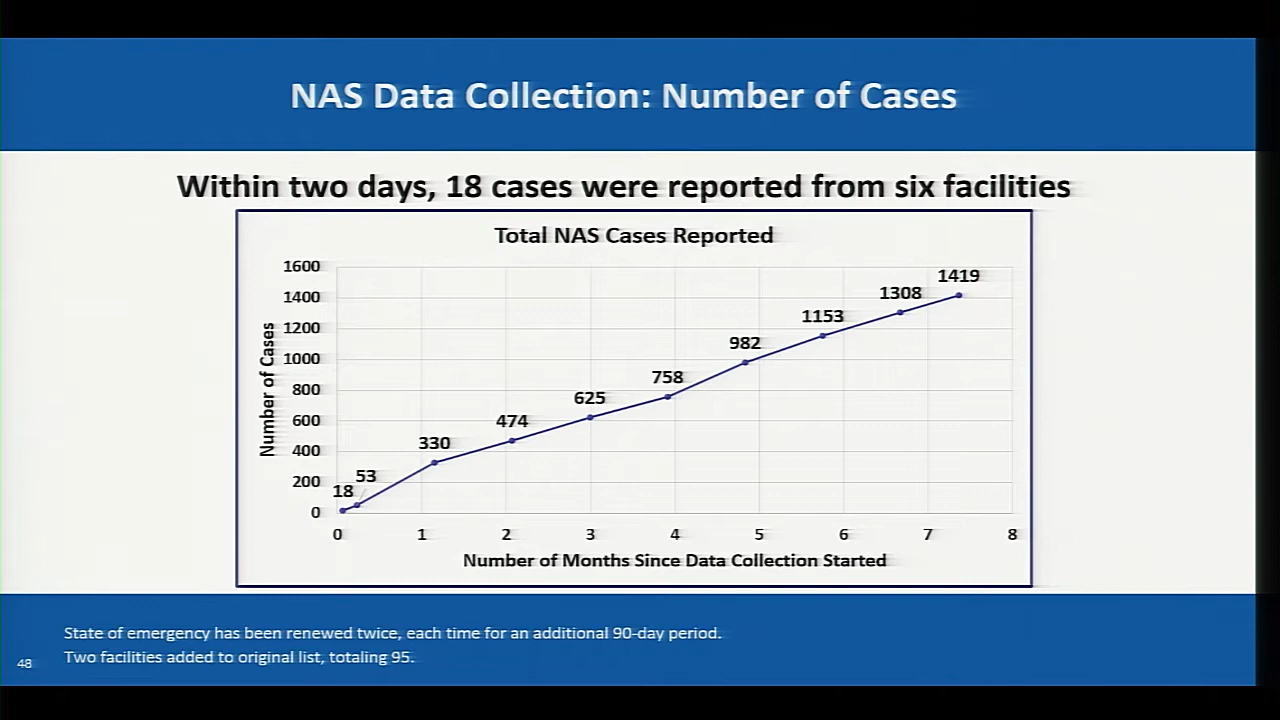 NAS Data Collection: Number of Cases
Within two days, 18 cases were reported from six facilities
Total NAS Cases Reported
Number of Cases
1600
1400
1200
1000
800
600
400
200
0
18
53
330
474
625
758
982
1153
1308
1419
0 1 2 3 4 5 6 7 8
Number of Months Since Data Collection Started
State of emergency has been renewed twice, each time for an additional 90-day period.
Two facilities added to original list, totaling 95.
48